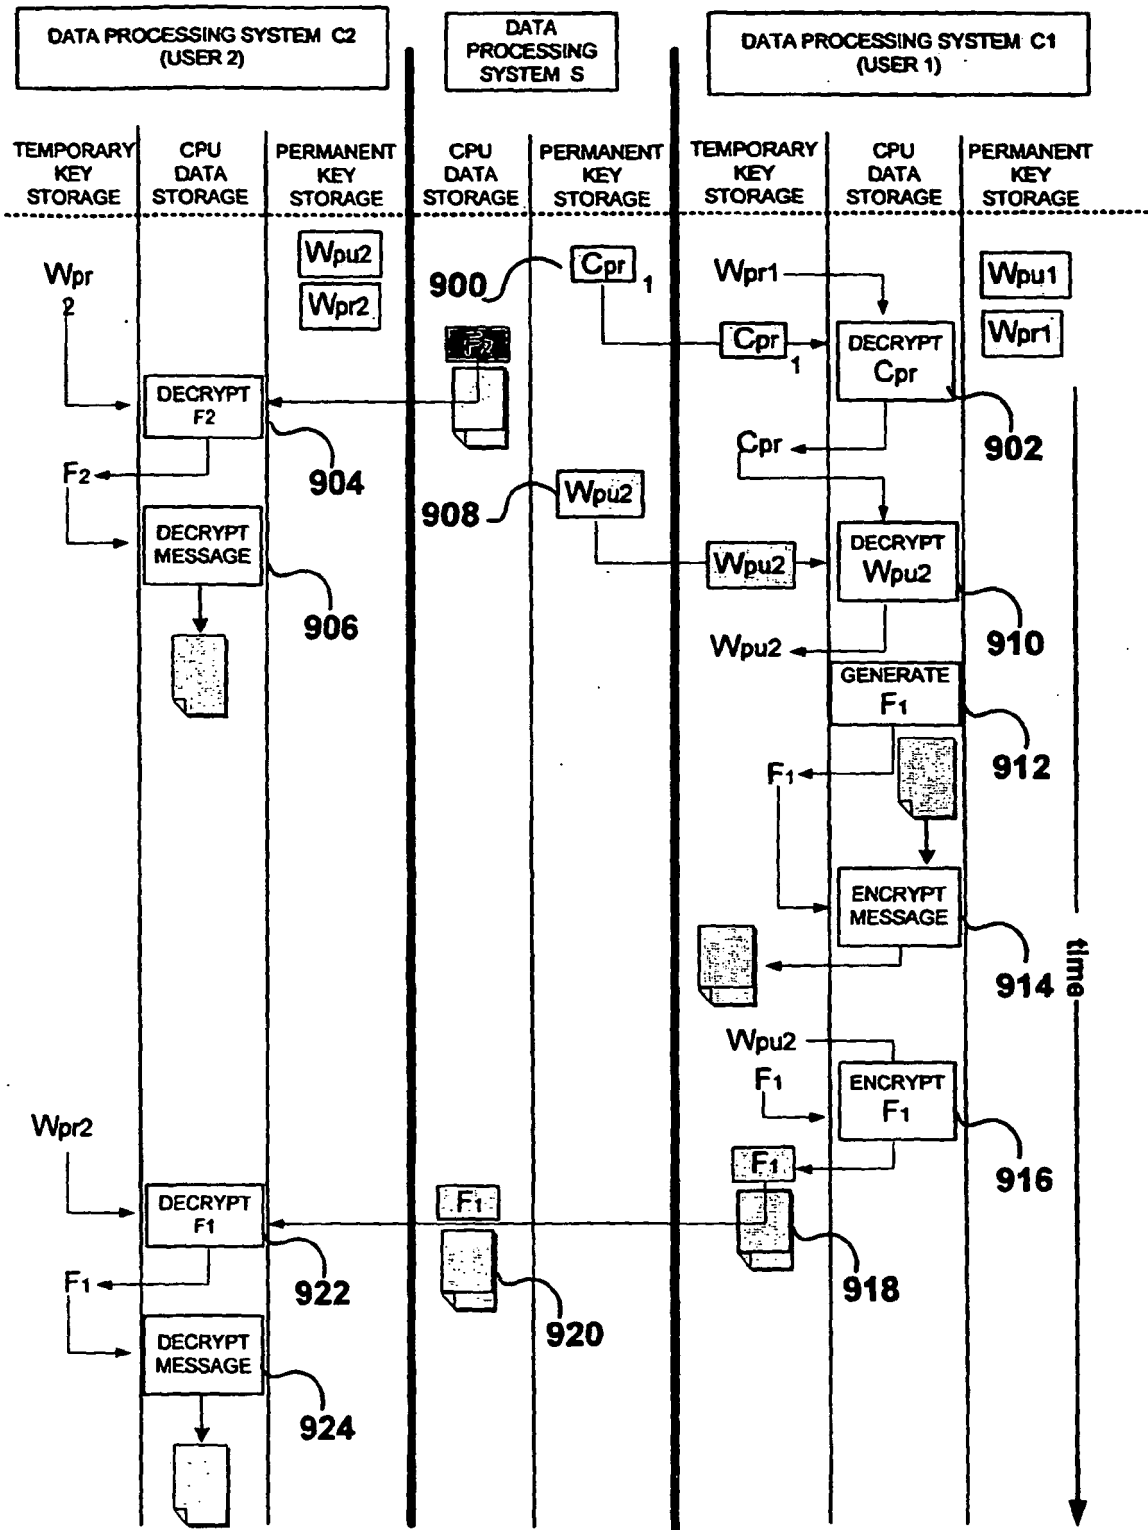 DATA PROCESSING SYSTEM C2
(USER 2)
DATA
PROCESSING
SYSTEM S
DATA PROCESSING SYSTEM C1
(USER 1)
TEMPORARY
KEY
STORAGE
CPU
DATA
STORAGE
PERMANENT
KEY
STORAGE
CPU
DATA
STORAGE
PERMANENT
KEY
STORAGE
TEMPORARY
KEY
STORAGE
CPU
DATA
STORAGE
PERMANENT
KEY
STORAGE
Wpr
2
Wpu2
Wpr2
900
Cpr
1
Wpr1
Wpu1
Wpr1
F2
Cpr
1
DECRYPT
Cpr
902
DECRYPT
F2
904
Cpr
F2
908
Wpu2
DECRYPT
MESSAGE
906
Wpu2
DECRYPT
Wpu2
910
Wpu2
GENERATE
F1
912
F1
ENCRYPT
MESSAGE
914
time
Wpu2
F1
ENCRYPT
F1
916
Wpr2
F1
DECRYPT
F1
922
F1
918
920
F1
DECRYPT
MESSAGE
924